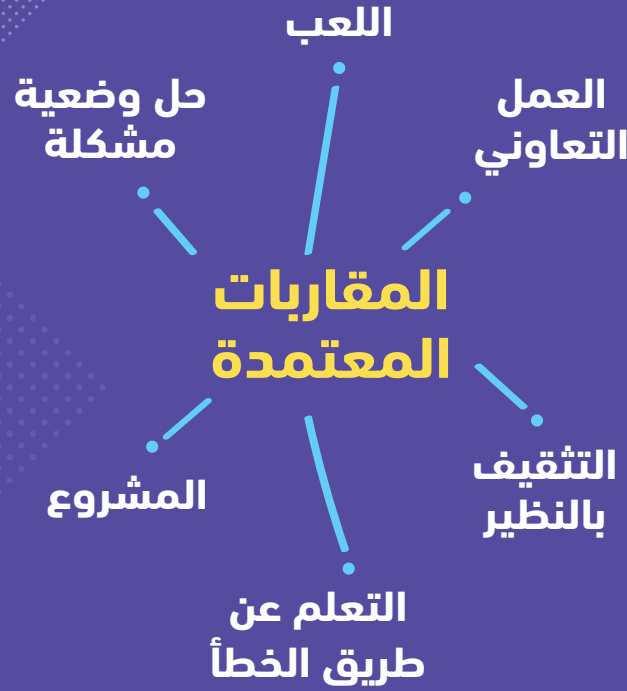 اللعب
العمل
التعاوني
حل وضعية
مشكلة
المقاربات
المعتمدة
التثقيف
بالنظير
المشروع
التعلم عن
طريق الخطأ